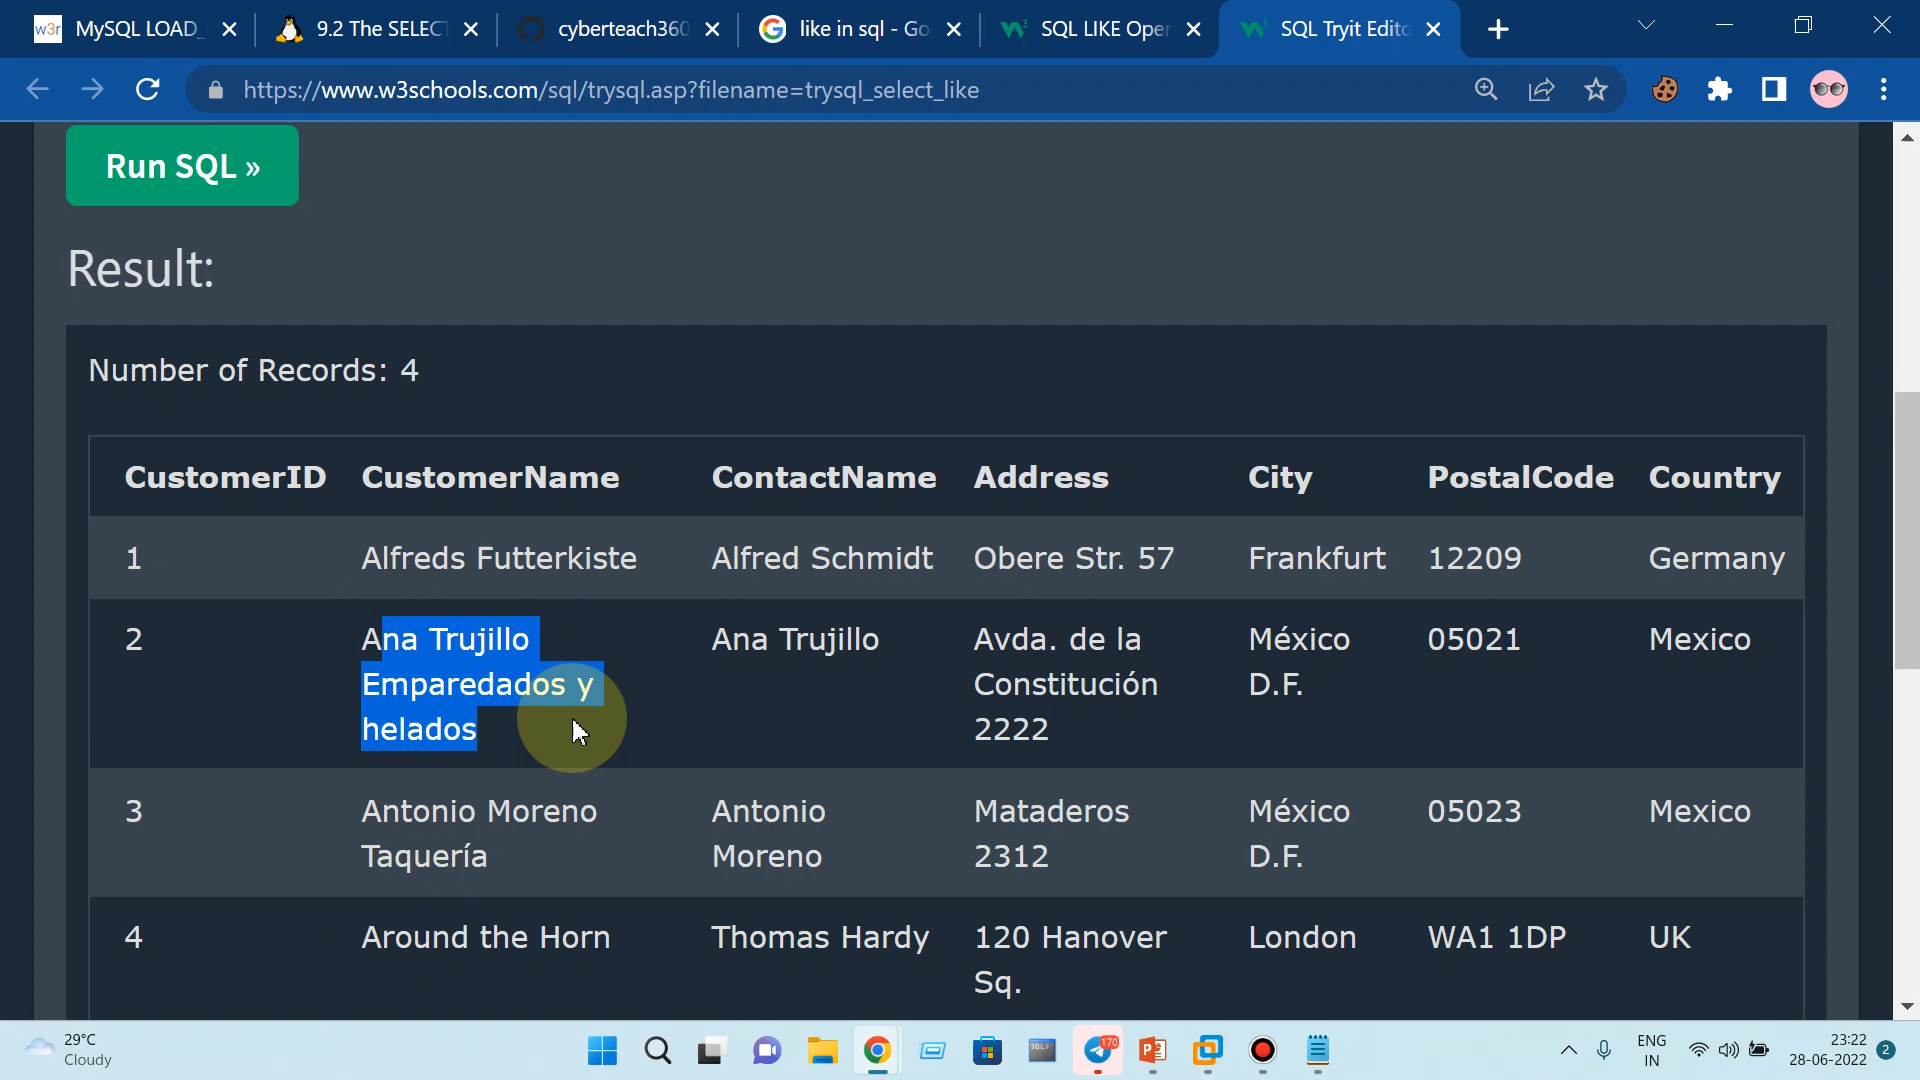 w3r MySQL LOAD_
9.2 The SELECT
cyberteach360
like in sql - Go
SQL LIKE Oper
SQL Tryit Edito
https://www.w3schools.com/sql/trysql.asp?filename=trysql_select_like
Run SQL »
Result:
Number of Records: 4
CustomerID CustomerName ContactName Address City PostalCode Country
1 Alfreds Futterkiste Alfred Schmidt Obere Str. 57 Frankfurt 12209 Germany
2 Ana Trujillo Ana Trujillo Avda. de la México 05021 Mexico
Emparedados y Constitución D.F.
helados 2222
3 Antonio Moreno Antonio Mataderos México 05023 Mexico
Taquería Moreno 2312 D.F.
4 Around the Horn Thomas Hardy 120 Hanover London WA1 1DP UK
Sq.
29°C
Cloudy
SQL>
170
ENG
IN
23:22
28-06-2022
2